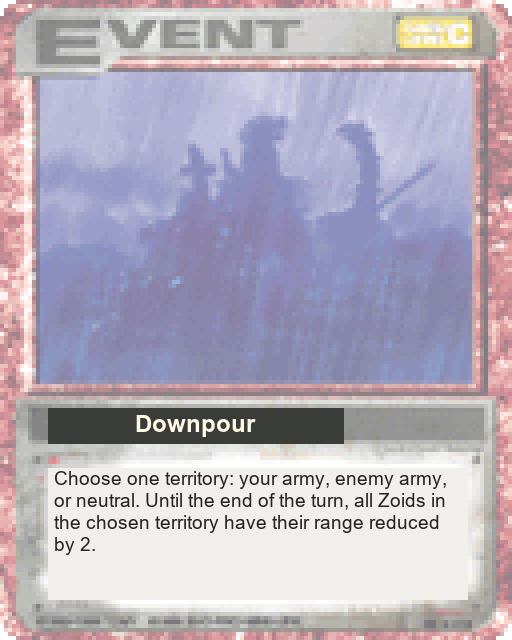 EVENT
Downpour
Choose one territory: your army, enemy army,
or neutral. Until the end of the turn, all Zoids in
the chosen territory have their range reduced
by 2.